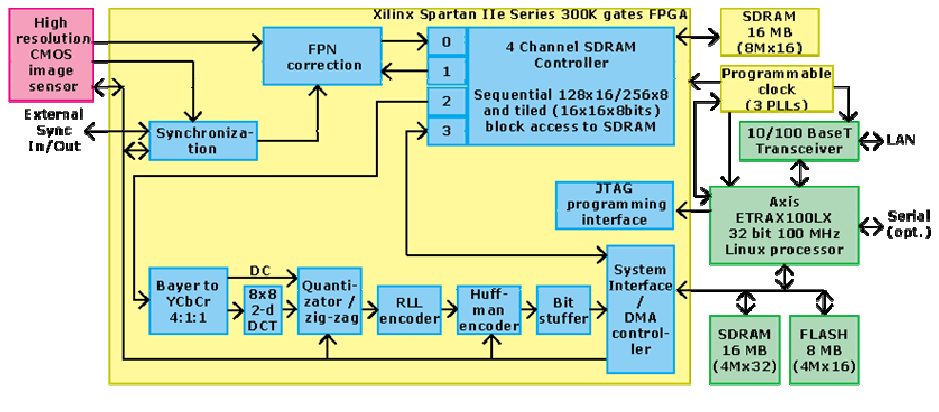 Xilinx Spartan IIe Series 300K gates FPGA
High
resolution
CMOS
image
sensor
External
Sync
In/Out
FPN
correction
Synchroniza-
tion
0
1
2
3
4 Channel SDRAM
Controller
Sequential 128x16/256x8
and tiled (16x16x8bits)
block access to SDRAM
SDRAM
16 MB
(8Mx16)
Programmable
clock
(3 PLLs)
10/100 BaseT
Transceiver
LAN
JTAG
programming
interface
Axis
ETRAX100LX
32 bit 100 MHz
Linux processor
Serial
(opt.)
Bayer to
YCbCr
4:1:1
DC
8x8
2-d
DCT
Quanti-
zator /
zig-zag
RLL
encoder
Huff-
man
encoder
Bit
stuffer
System
Interface
/
DMA
control-
ler
SDRAM
16 MB
(4Mx32)
FLASH
8 MB
(4Mx16)